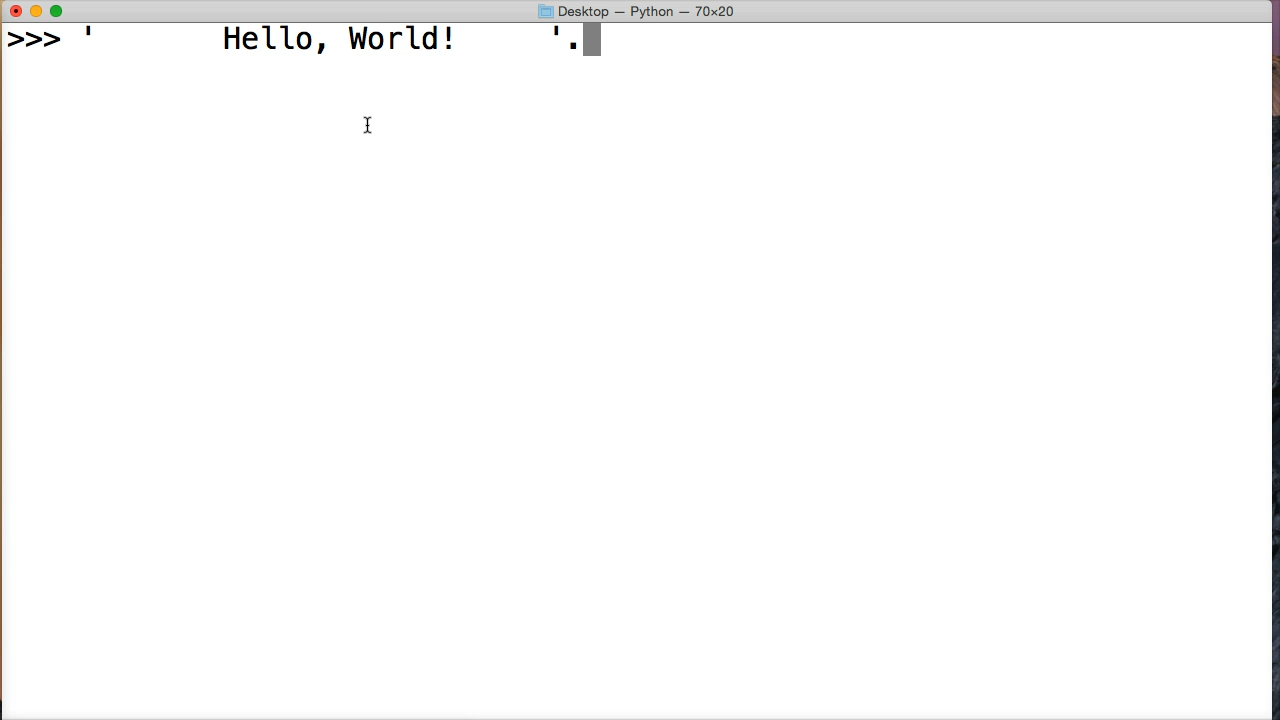 Desktop — Python — 70×20
>>> '       Hello, World!     '.